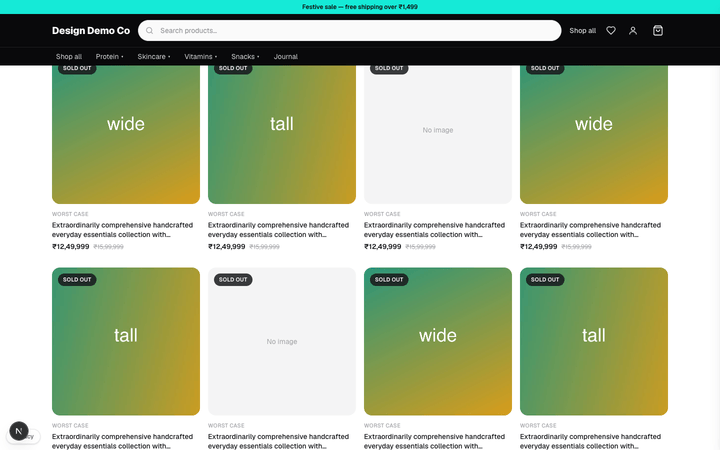 Festive sale — free shipping over ₹1,499
Design Demo Co
Search products...
Shop all
Shop all
Protein
Skincare
Vitamins
Snacks
Journal
SOLD OUT
SOLD OUT
SOLD OUT
wide
tall
No image
wide
WORST CASE
WORST CASE
WORST CASE
WORST CASE
Extraordinarily comprehensive handcrafted
everyday essentials collection with...
₹12,49,999 ₹15,99,999
Extraordinarily comprehensive handcrafted
everyday essentials collection with...
₹12,49,999 ₹15,99,999
Extraordinarily comprehensive handcrafted
everyday essentials collection with...
₹12,49,999 ₹15,99,999
Extraordinarily comprehensive handcrafted
everyday essentials collection with...
₹12,49,999 ₹15,99,999
SOLD OUT
SOLD OUT
SOLD OUT
SOLD OUT
tall
No image
wide
tall
WORST CASE
WORST CASE
WORST CASE
WORST CASE
Extraordinarily comprehensive handcrafted
everyday essentials collection with...
Extraordinarily comprehensive handcrafted
everyday essentials collection with...
Extraordinarily comprehensive handcrafted
everyday essentials collection with...
Extraordinarily comprehensive handcrafted
everyday essentials collection with...
N